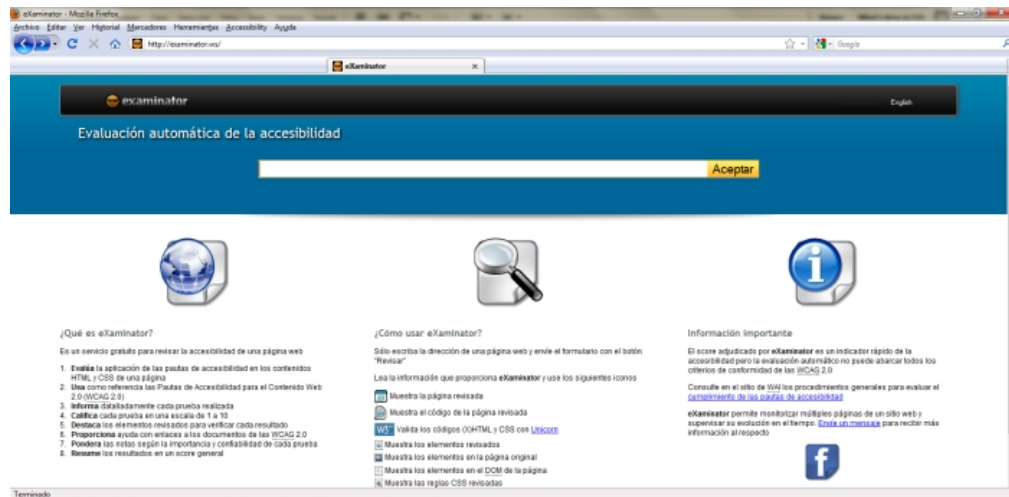 eXaminator - Mozilla Firefox
Archivo Editar Ver Historial Marcadores Herramientas Accessibility Ayuda
http://examinator.ws/
Google
eXaminator
examinator
English
Evaluación automática de la accesibilidad
Aceptar
¿Qué es eXaminator?
Es un servicio gratuito para revisar la accesibilidad de una página web
1. Evalúa la aplicación de las pautas de accesibilidad en los contenidos
HTML y CSS de una página
2. Usa como referencia las Pautas de Accesibilidad para el Contenido Web
2.0 (WCAG 2.0)
3. Informa datalladamente cada prueba realizada
4. Califica cada prueba en una escala de 1 a 10
5. Destaca los elementos revisados para verificar cada resultado
6. Proporciona ayuda con enlaces a los documentos de las WCAG 2.0
7. Pondera las notas según la importancia y confiabilidad de cada prueba
8. Resume los resultados en un score general
¿Cómo usar eXaminator?
Sólo escriba la dirección de una página web y envíe el formulario con el botón
"Revisar"
Lea la información que proporciona eXaminator y use los siguientes iconos
Muestra la página revisada
Muestra el código de la página revisada
W3C Valida los códigos (X)HTML y CSS con Unicorn
Muestra los elementos revisados
Muestra los elementos en la página original
Muestra los elementos en el DOM de la página
Muestra las reglas CSS revisadas
Información importante
El score adjudicado por eXaminator es un indicador rápido de la
accesibilidad pero la evaluación automático no puede abarcar todos los
criterios de conformidad de las WCAG 2.0
Consulte en el sitio de WAI los procedimientos generales para evaluar el
cumplimiento de las pautas de accesibilidad
eXaminator permite monitorizar múltiples páginas de un sitio web y
supervisar su evolución en el tiempo. Envíe un mensaje para recibir más
información al respecto
f
Terminado